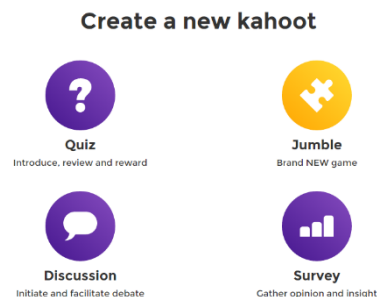 Create a new kahoot
Quiz
Introduce, review and reward
Jumble
Brand NEW game
Discussion
Initiate and facilitate debate
Survey
Gather opinion and insight